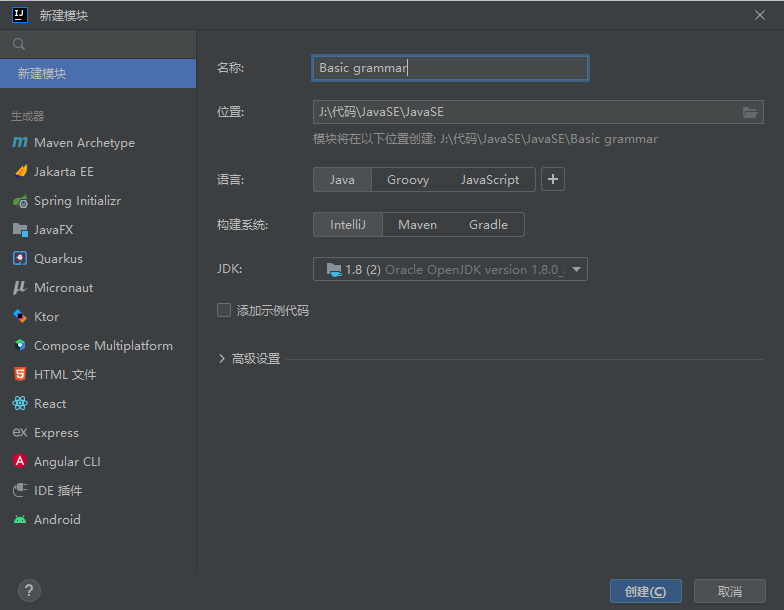 新建模块
新建模块
生成器
Maven Archetype
Jakarta EE
Spring Initializr
JavaFX
Quarkus
Micronaut
Ktor
Compose Multiplatform
HTML 文件
React
Express
Angular CLI
IDE 插件
Android
名称: Basic grammar
位置: J:\代码\JavaSE\JavaSE
模块将在以下位置创建: J:\代码\JavaSE\JavaSE\Basic grammar
语言: Java Groovy JavaScript +
构建系统: IntelliJ Maven Gradle
JDK: 1.8 (2) Oracle OpenJDK version 1.8.0_
添加示例代码
高级设置
? 创建(C) 取消